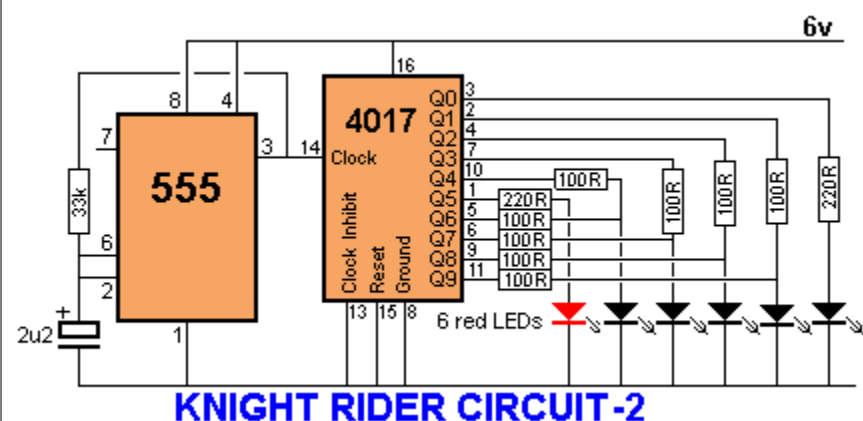 6v
16
8 4
7
3
14
4017
Clock
555
33k
6
2
1
2u2
+
Clock Inhibit
Reset
Ground
13 15 8
Q0 3
Q1 2
Q2 4
Q3 7
Q4 10
Q5 1
Q6 5
Q7 6
Q8 9
Q9 11
100R
220R
100R
100R
100R
100R
100R
100R
100R
220R
6 red LEDs
KNIGHT RIDER CIRCUIT-2